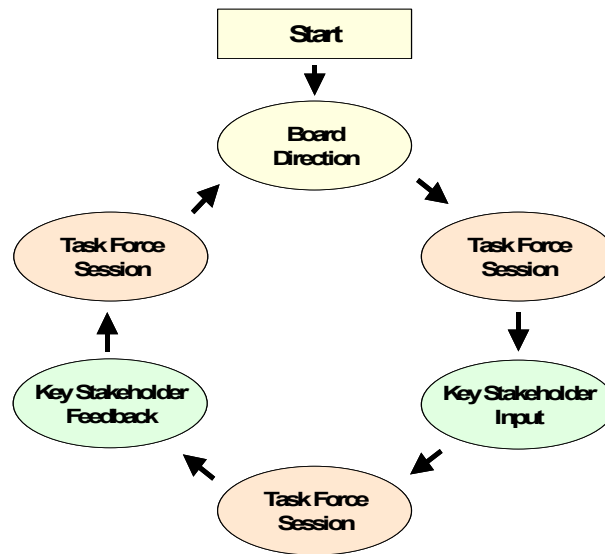 Start
Board
Direction
Task Force
Session
Task Force
Session
Key Stakeholder
Feedback
Key Stakeholder
Input
Task Force
Session